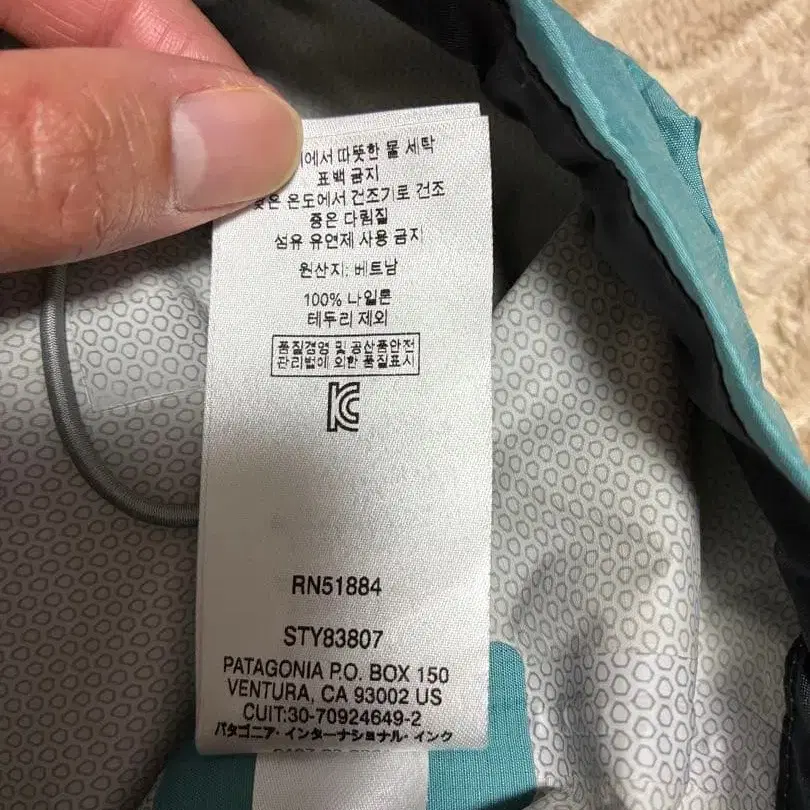 따뜻한 물 세탁
표백 금지
온도에서 건조기로 건조
중온 다림질
섬유 유연제 사용 금지
원산지: 베트남
100% 나일론
테두리 제외
품질경영 및 공산품안전
관리법이 의한 품질표시
RN51884
STY83807
PATAGONIA P.O. BOX 150
VENTURA, CA 93002 US
CUIT:30-70924649-2
パタゴニア・インターナショナル・インク